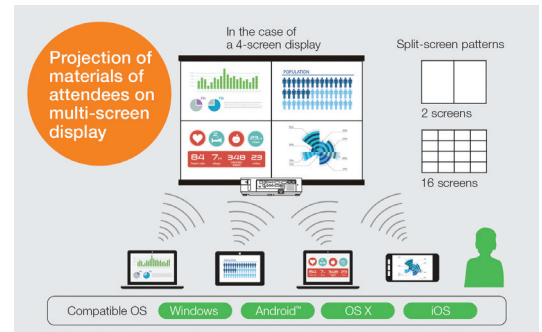 Projection of
materials of
attendees on
multi-screen
display
In the case of
a 4-screen display
POPULATION
84
348
23
Split-screen patterns
2 screens
16 screens
Compatible OS
Windows
Android™
OS X
iOS